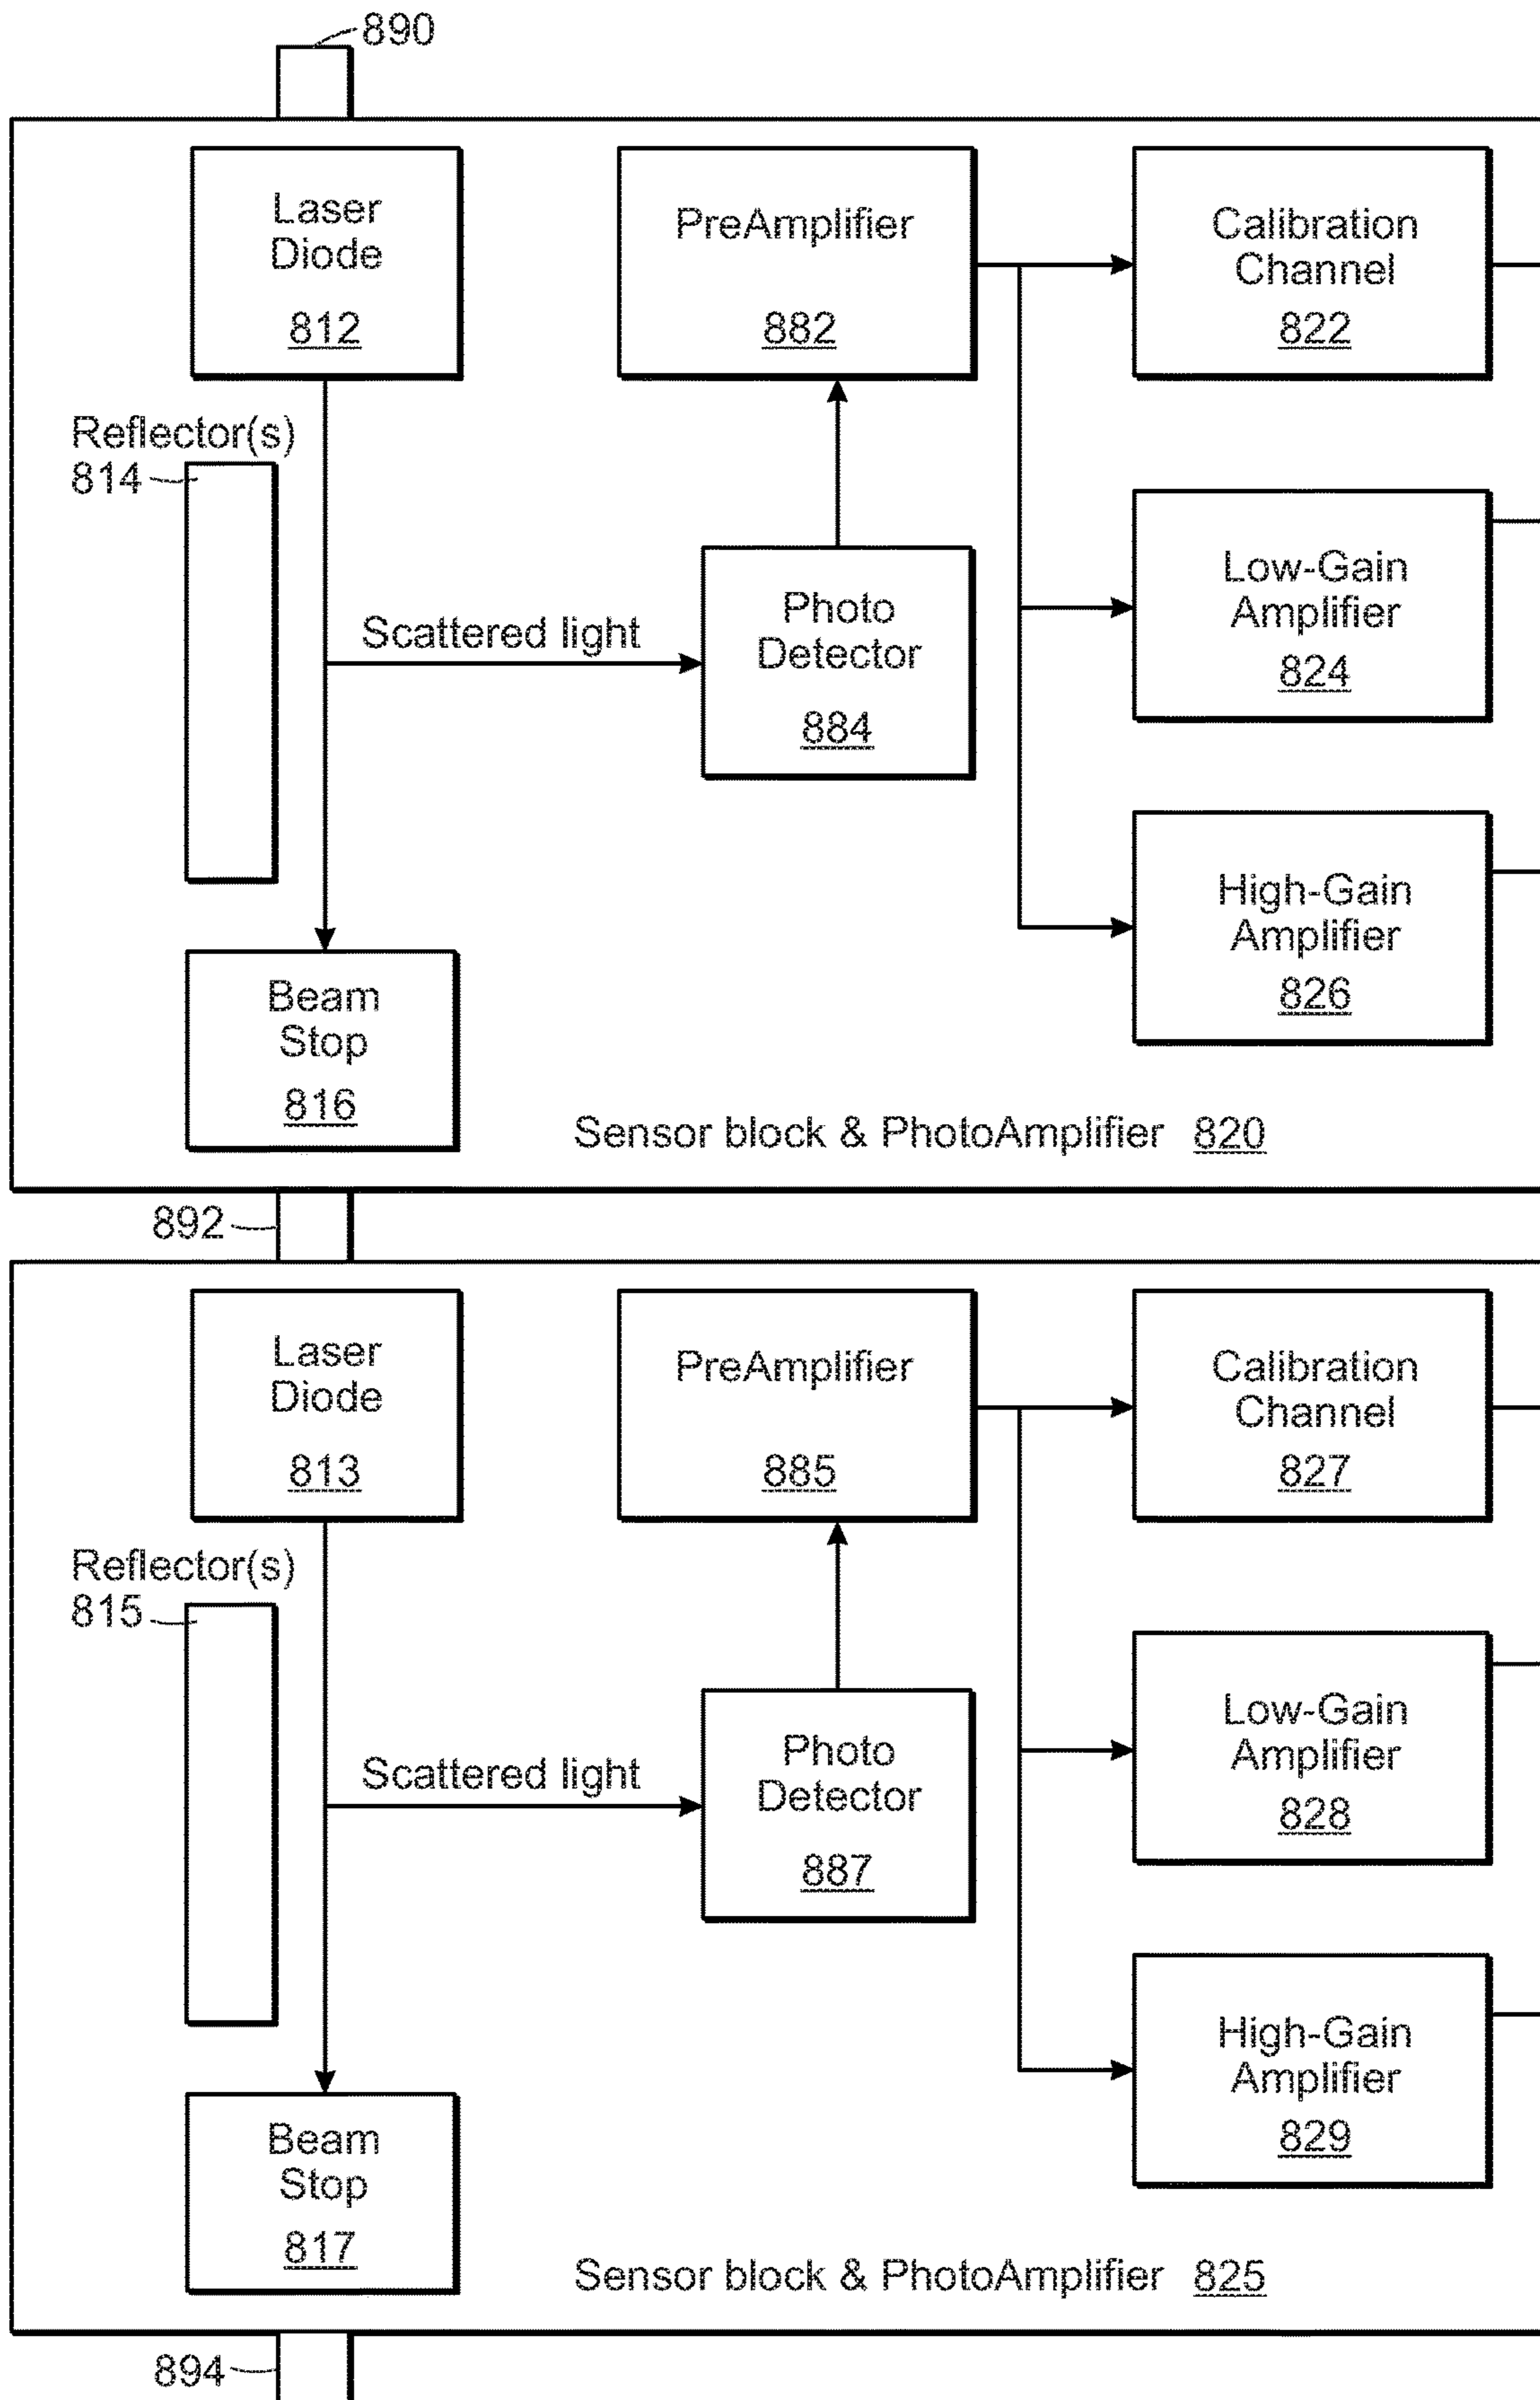 890
Laser
Diode
812
PreAmplifier
882
Calibration
Channel
822
Reflector(s)
814
Scattered light
Photo
Detector
884
Low-Gain
Amplifier
824
High-Gain
Amplifier
826
Beam
Stop
816
Sensor block & PhotoAmplifier 820
892
Laser
Diode
813
PreAmplifier
885
Calibration
Channel
827
Reflector(s)
815
Scattered light
Photo
Detector
887
Low-Gain
Amplifier
828
High-Gain
Amplifier
829
Beam
Stop
817
Sensor block & PhotoAmplifier 825
894